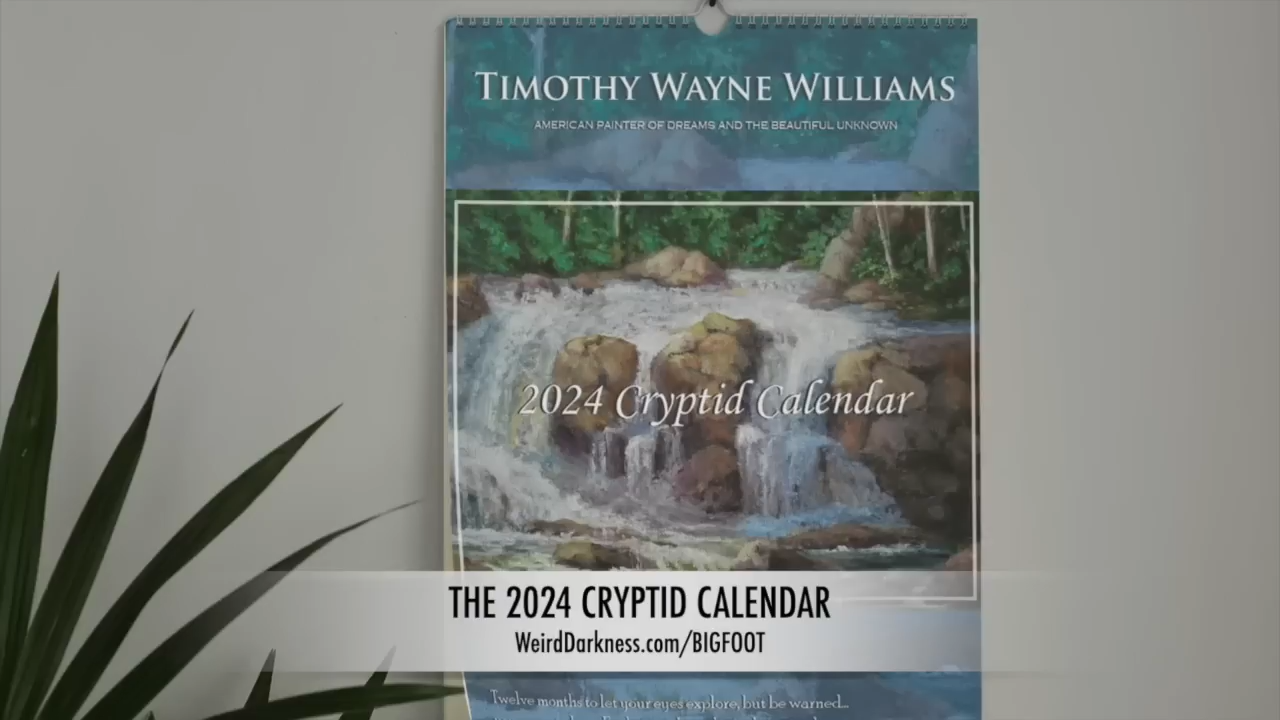 TIMOTHY WAYNE WILLIAMS
AMERICAN PAINTER OF DREAMS AND THE BEAUTIFUL UNKNOWN
2024 Cryptid Calendar
THE 2024 CRYPTID CALENDAR
WeirdDarkness.com/BIGFOOT
Twelve months to let your eyes explore, but be warned...